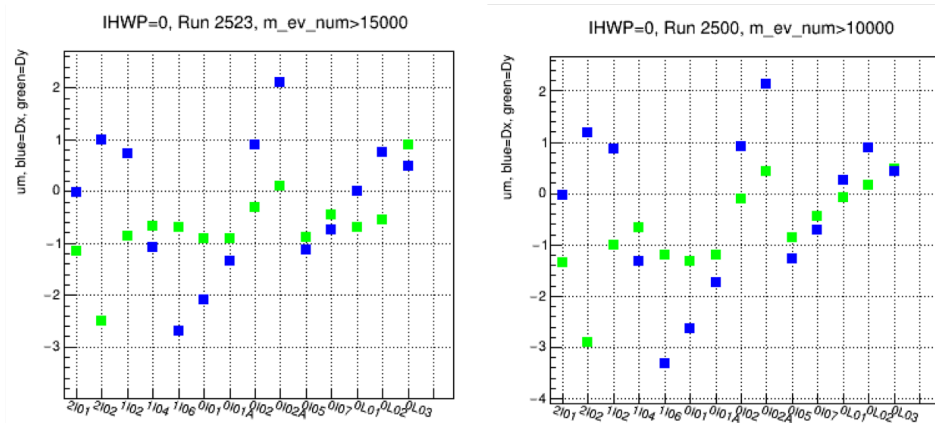 IHWP=0, Run 2523, m_ev_num>15000
um, blue=Dx, green=Dy
2
1
0
−1
−2
−3
2I01 2I02 1I02 1I04 1I06 0I01 0I01A 0I02 0I02A 0I05 0I07 0L01 0L02 0L03
IHWP=0, Run 2500, m_ev_num>10000
um, blue=Dx, green=Dy
2
1
0
−1
−2
−3
−4
2I01 2I02 1I02 1I04 1I06 0I01 0I01A 0I02 0I02A 0I05 0I07 0L01 0L02 0L03